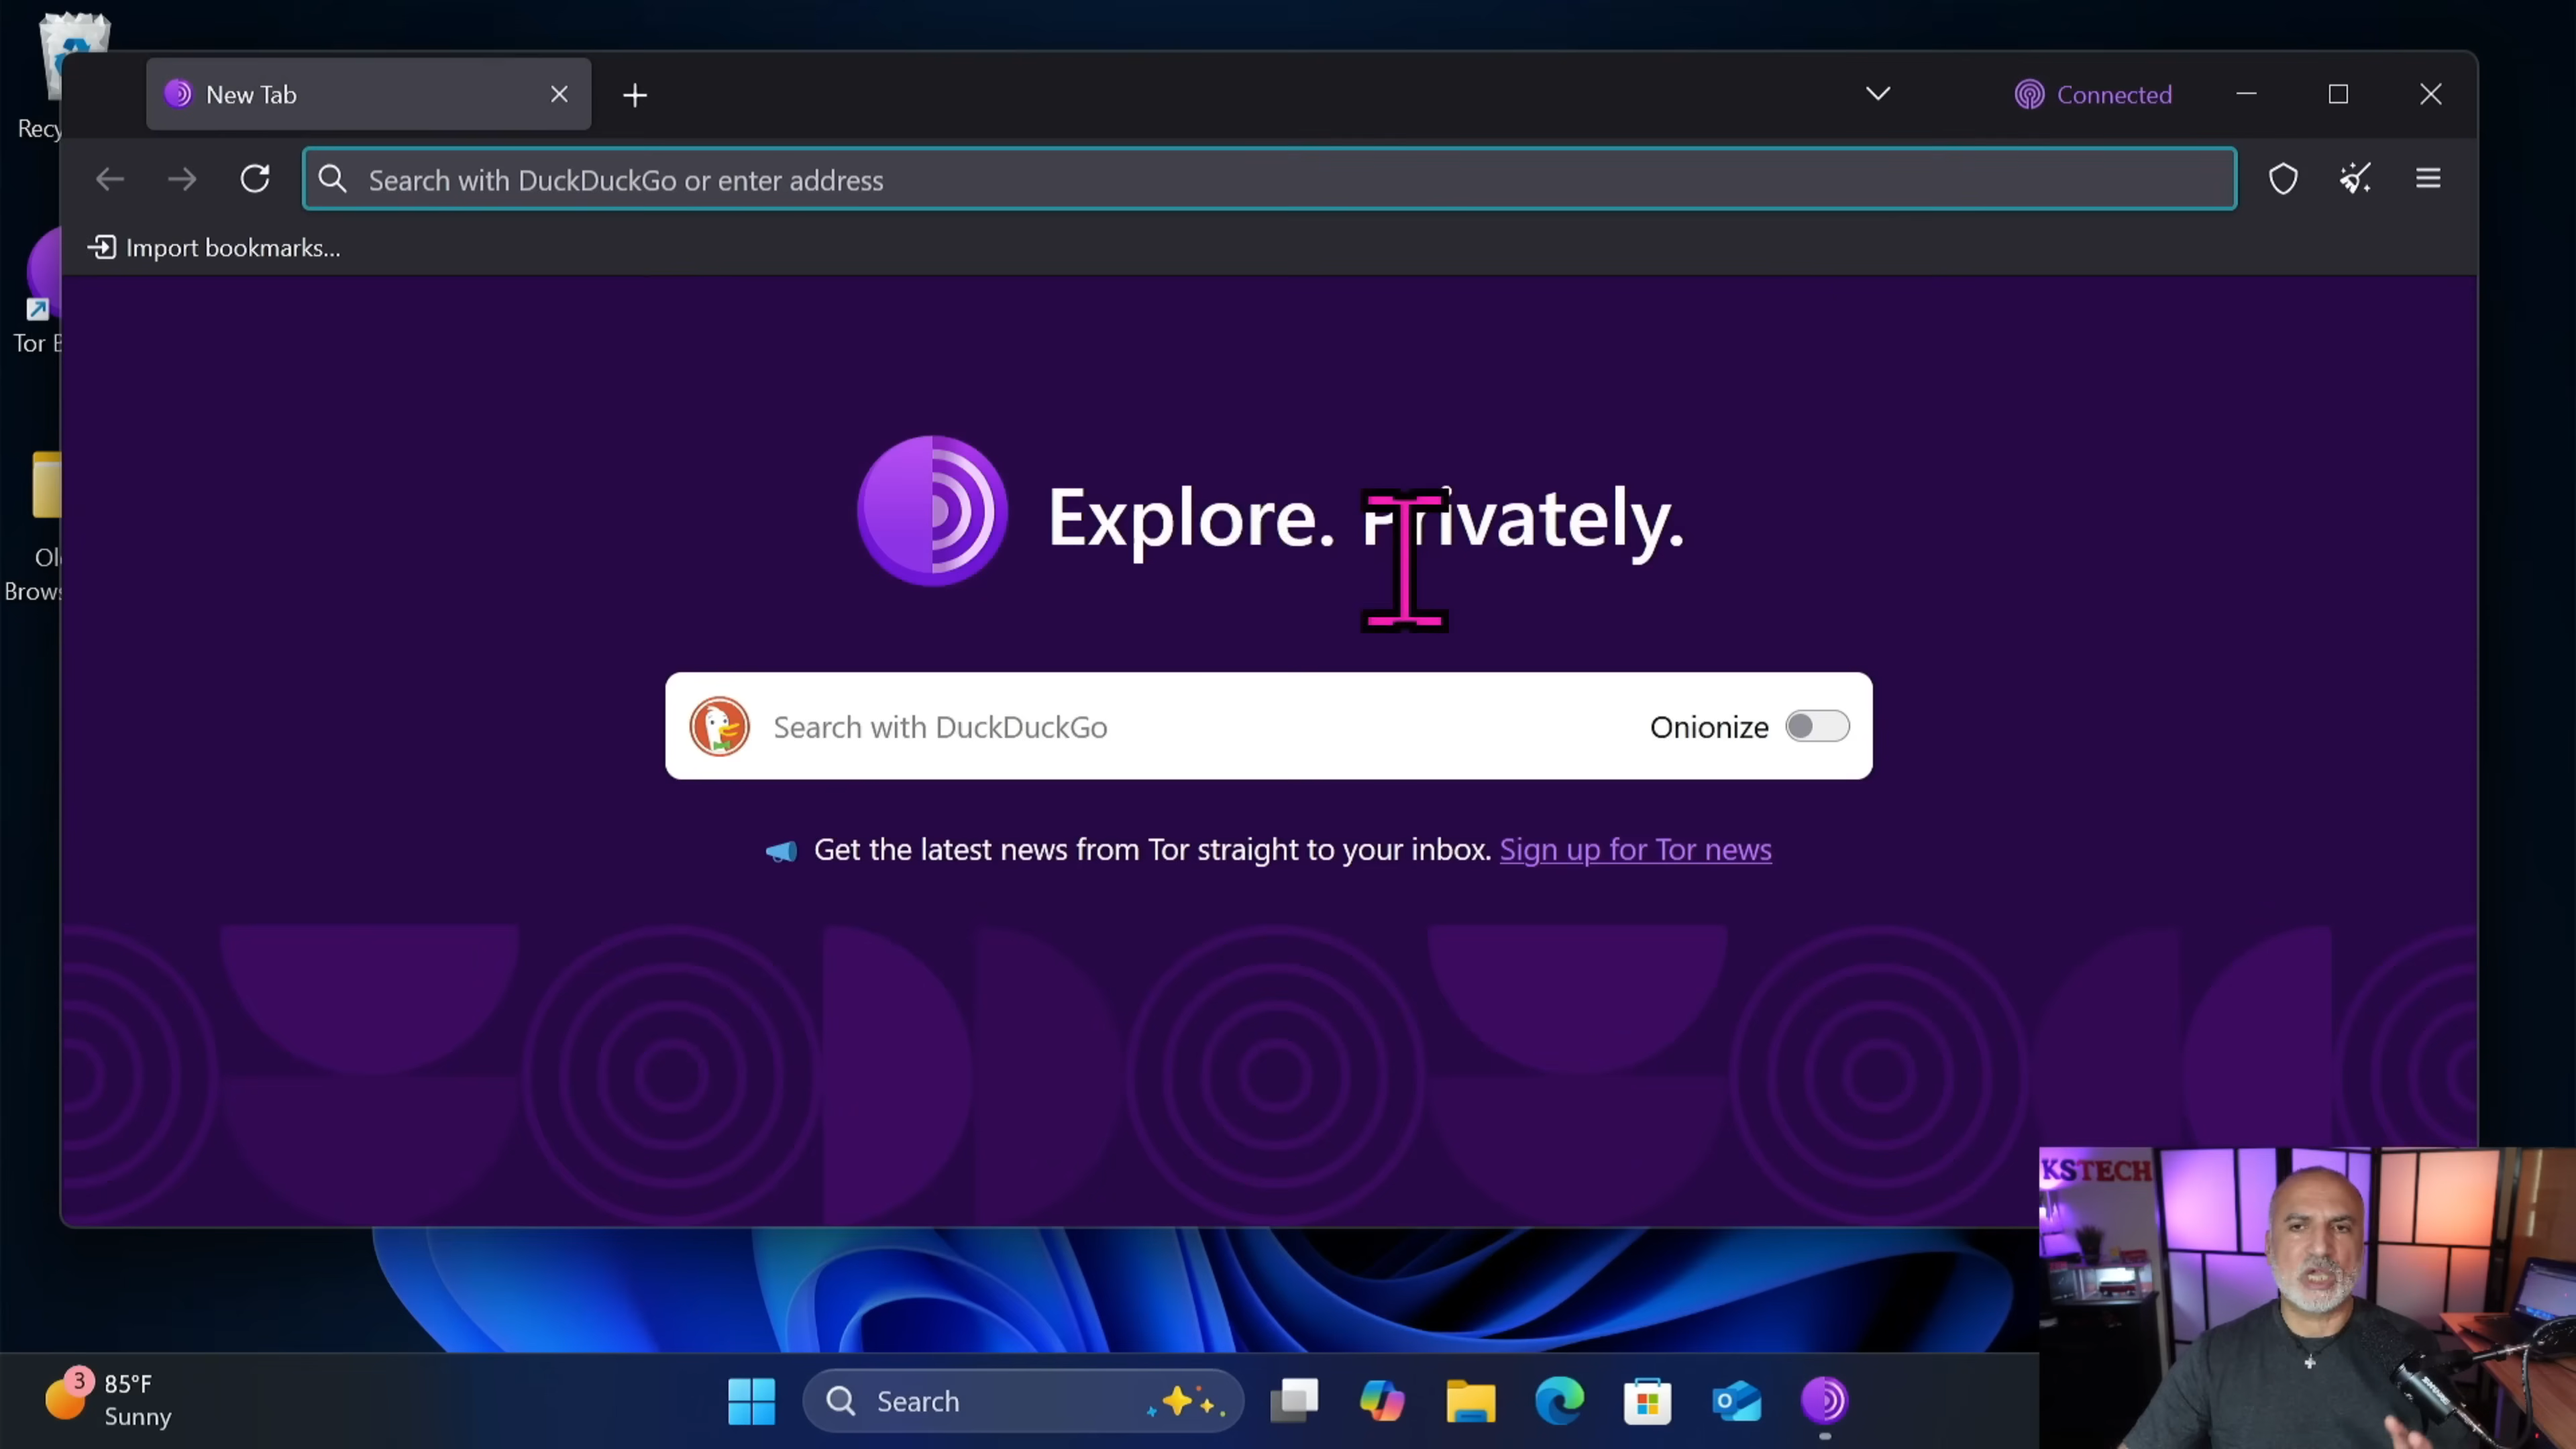 New Tab
Connected
Search with DuckDuckGo or enter address
Import bookmarks...
Recy
Tor B
Ol
Brows
Explore. Privately.
Search with DuckDuckGo
Onionize
Get the latest news from Tor straight to your inbox. Sign up for Tor news
KSTECH
3
85°F
Sunny
Search